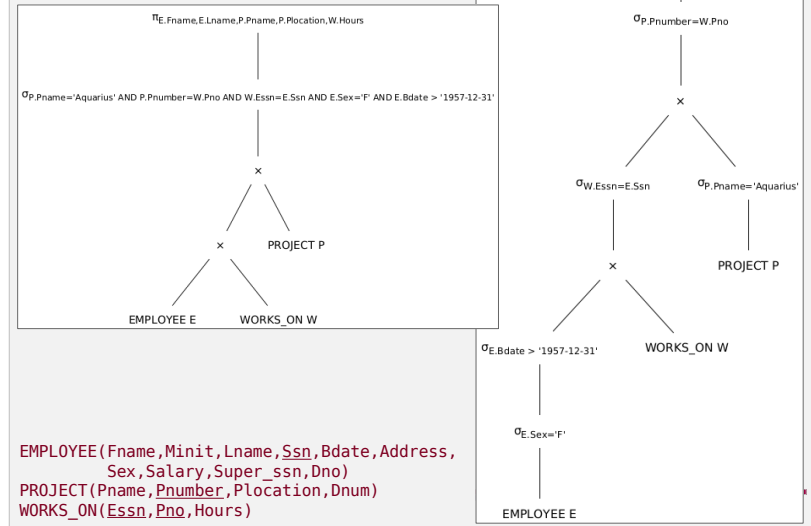 πE.Fname,E.Lname,P.Pname,P.Plocation,W.Hours
σP.Pname='Aquarius' AND P.Pnumber=W.Pno AND W.Essn=E.Ssn AND E.Sex='F' AND E.Bdate > '1957-12-31'
×
×
PROJECT P
EMPLOYEE E
WORKS_ON W
σP.Pnumber=W.Pno
×
σW.Essn=E.Ssn
σP.Pname='Aquarius'
×
PROJECT P
σE.Bdate > '1957-12-31'
WORKS_ON W
σE.Sex='F'
EMPLOYEE E
EMPLOYEE(Fname,Minit,Lname,Ssn,Bdate,Address,
Sex,Salary,Super_ssn,Dno)
PROJECT(Pname,Pnumber,Plocation,Dnum)
WORKS_ON(Essn,Pno,Hours)